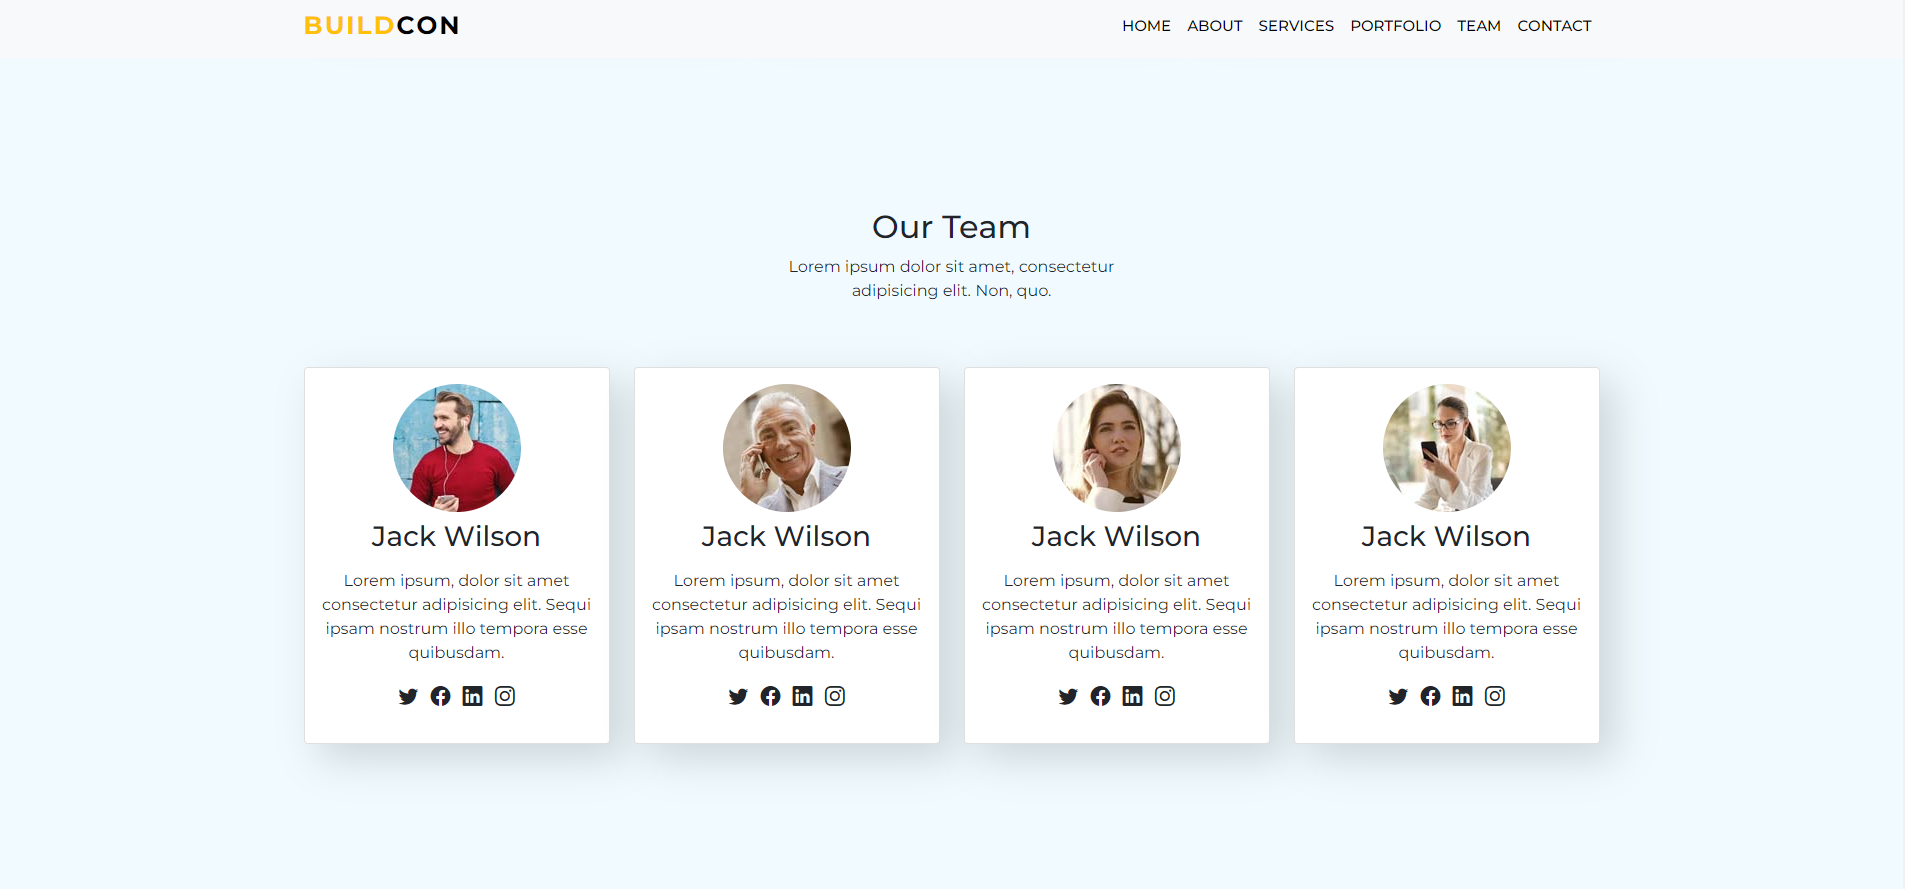 BUILDCON
HOME ABOUT SERVICES PORTFOLIO TEAM CONTACT
Our Team
Lorem ipsum dolor sit amet, consectetur
adipisicing elit. Non, quo.
Jack Wilson
Lorem ipsum, dolor sit amet
consectetur adipisicing elit. Sequi
ipsam nostrum illo tempora esse
quibusdam.
Jack Wilson
Lorem ipsum, dolor sit amet
consectetur adipisicing elit. Sequi
ipsam nostrum illo tempora esse
quibusdam.
Jack Wilson
Lorem ipsum, dolor sit amet
consectetur adipisicing elit. Sequi
ipsam nostrum illo tempora esse
quibusdam.
Jack Wilson
Lorem ipsum, dolor sit amet
consectetur adipisicing elit. Sequi
ipsam nostrum illo tempora esse
quibusdam.